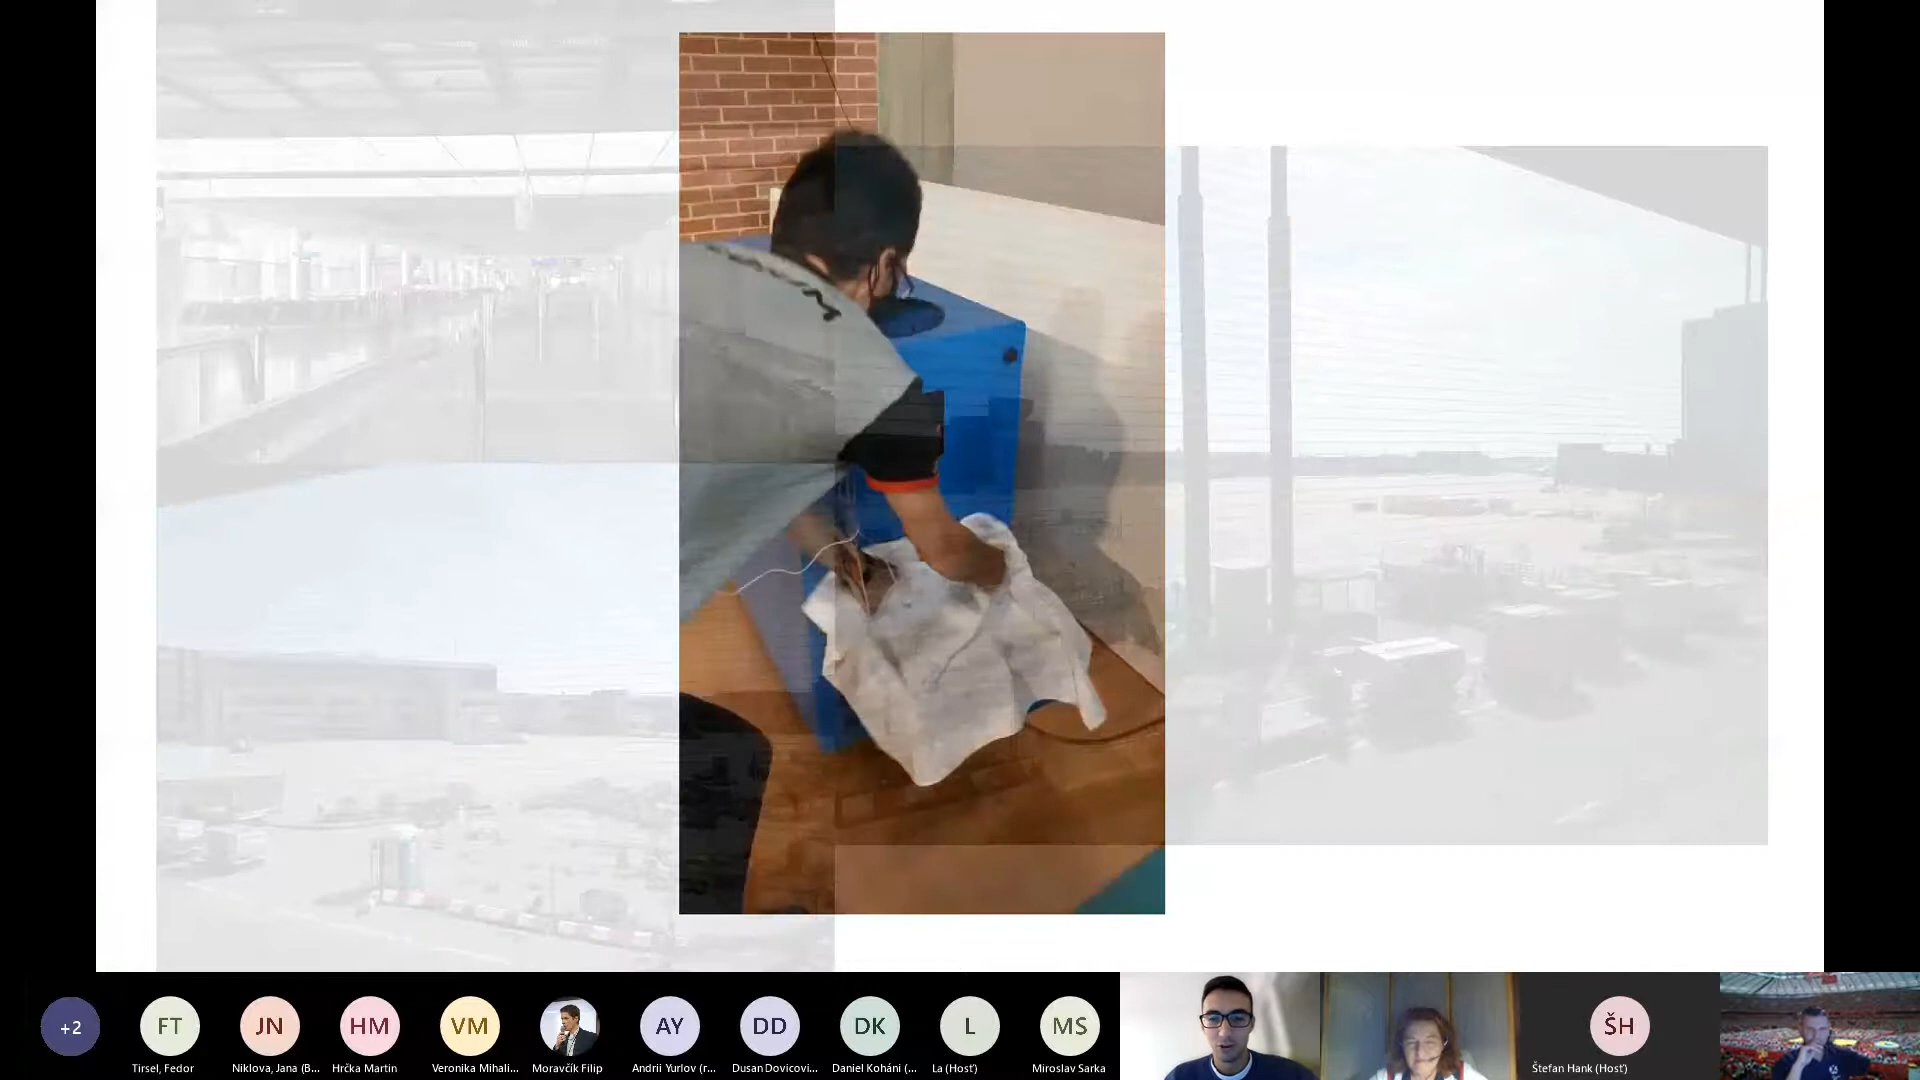 +2
FT
JN
HM
VM
AY
DD
DK
L
MS
ŠH
Tirsel, Fedor
Niklova, Jana (B...
Hrčka Martin
Veronika Mihali...
Moravčík Filip
Andrii Yurlov (r...
Dusan Dovicovi...
Daniel Koháni (...
La (Hosť)
Miroslav Sarka
Štefan Hank (Hosť)